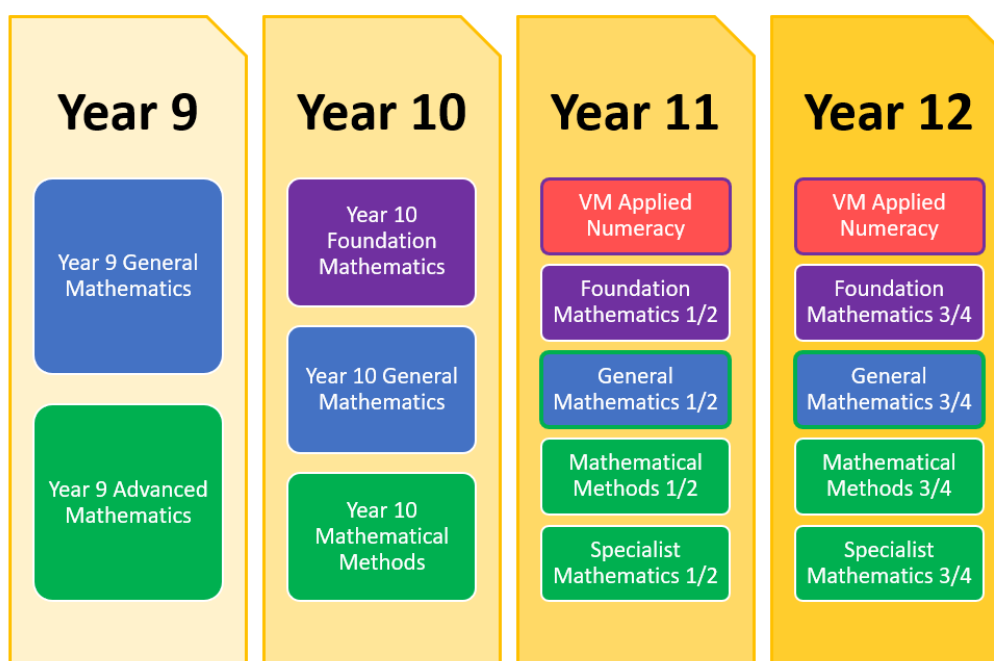 Year 9
Year 9 General
Mathematics
Year 9 Advanced
Mathematics
Year 10
Year 10
Foundation
Mathematics
Year 10 General
Mathematics
Year 10
Mathematical
Methods
Year 11
VM Applied
Numeracy
Foundation
Mathematics 1/2
General
Mathematics 1/2
Mathematical
Methods 1/2
Specialist
Mathematics 1/2
Year 12
VM Applied
Numeracy
Foundation
Mathematics 3/4
General
Mathematics 3/4
Mathematical
Methods 3/4
Specialist
Mathematics 3/4